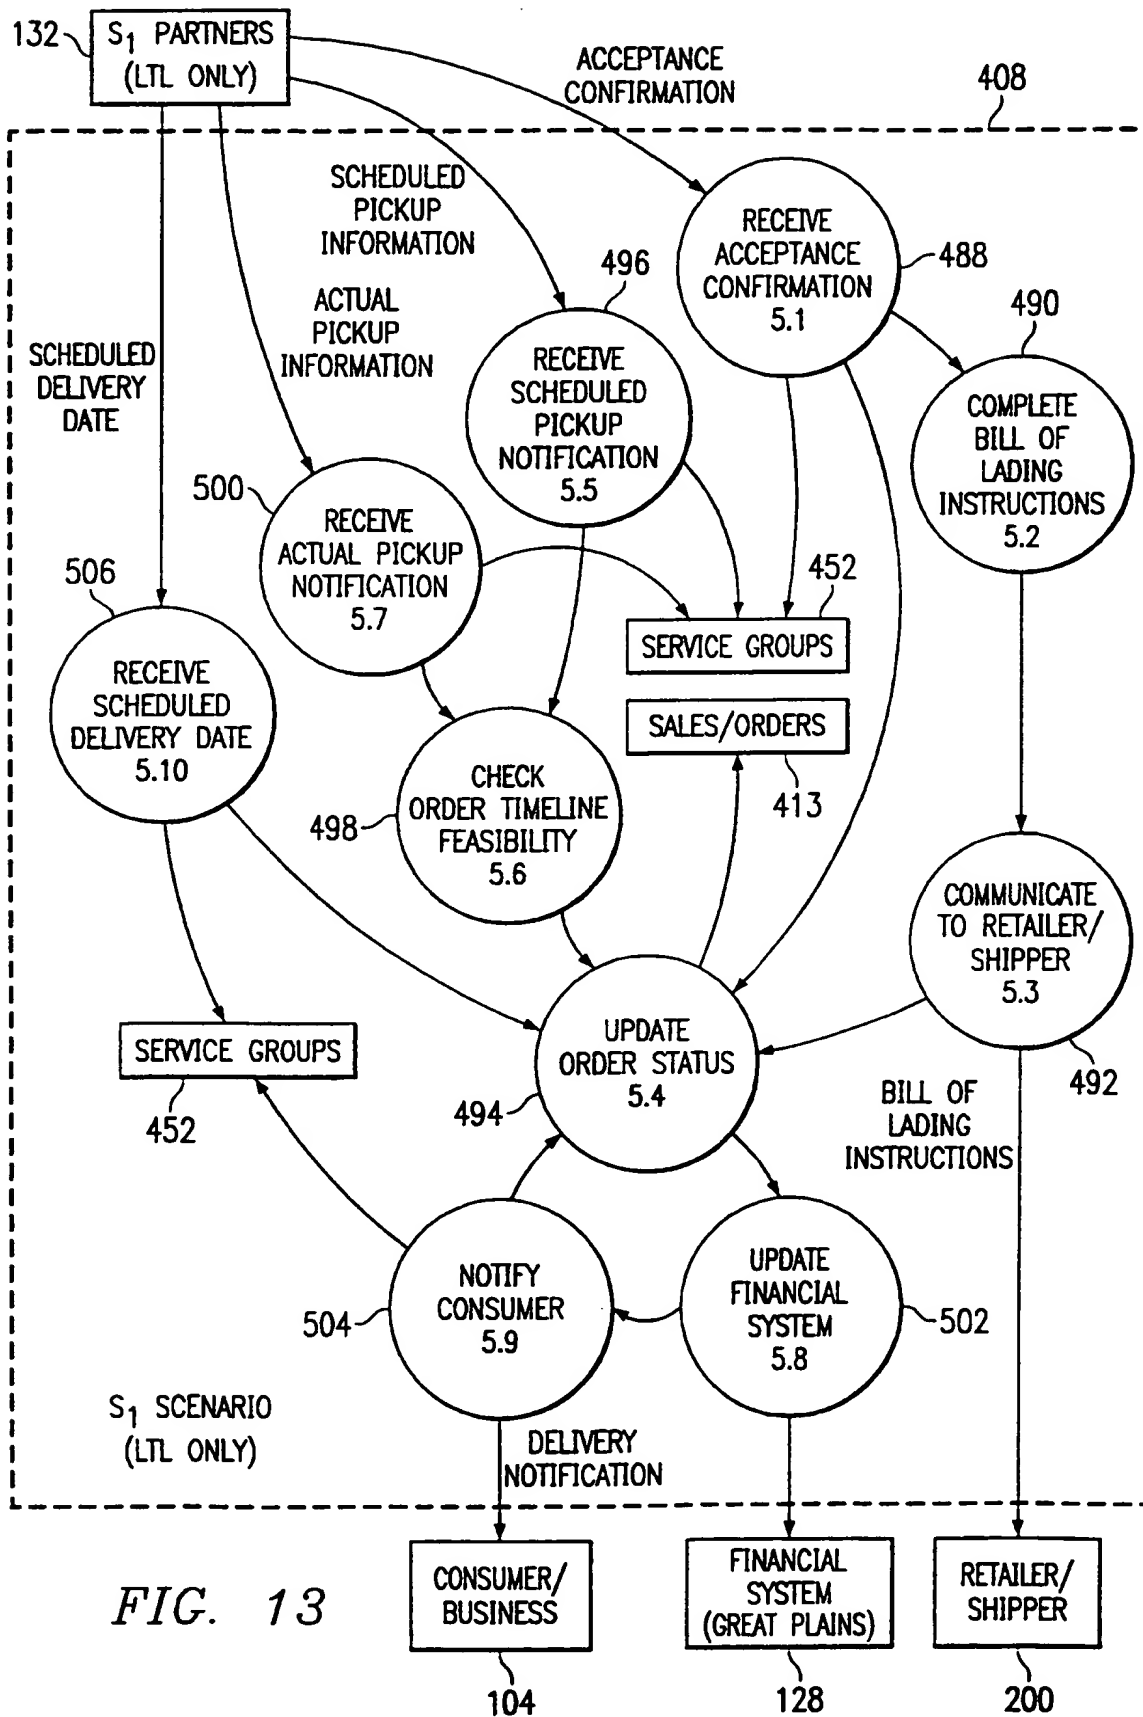 132
S1 PARTNERS
(LTL ONLY)
ACCEPTANCE
CONFIRMATION
408
SCHEDULED
PICKUP
INFORMATION
ACTUAL
PICKUP
INFORMATION
SCHEDULED
DELIVERY
DATE
RECEIVE
ACCEPTANCE
CONFIRMATION
5.1
488
496
RECEIVE
SCHEDULED
PICKUP
NOTIFICATION
5.5
490
COMPLETE
BILL OF
LADING
INSTRUCTIONS
5.2
500
RECEIVE
ACTUAL PICKUP
NOTIFICATION
5.7
506
RECEIVE
SCHEDULED
DELIVERY DATE
5.10
452
SERVICE GROUPS
SALES/ORDERS
413
498
CHECK
ORDER TIMELINE
FEASIBILITY
5.6
COMMUNICATE
TO RETAILER/
SHIPPER
5.3
492
SERVICE GROUPS
452
UPDATE
ORDER STATUS
5.4
494
BILL OF
LADING
INSTRUCTIONS
NOTIFY
CONSUMER
5.9
504
UPDATE
FINANCIAL
SYSTEM
5.8
502
S1 SCENARIO
(LTL ONLY)
DELIVERY
NOTIFICATION
CONSUMER/
BUSINESS
104
FINANCIAL
SYSTEM
(GREAT PLAINS)
128
RETAILER/
SHIPPER
200
FIG. 13